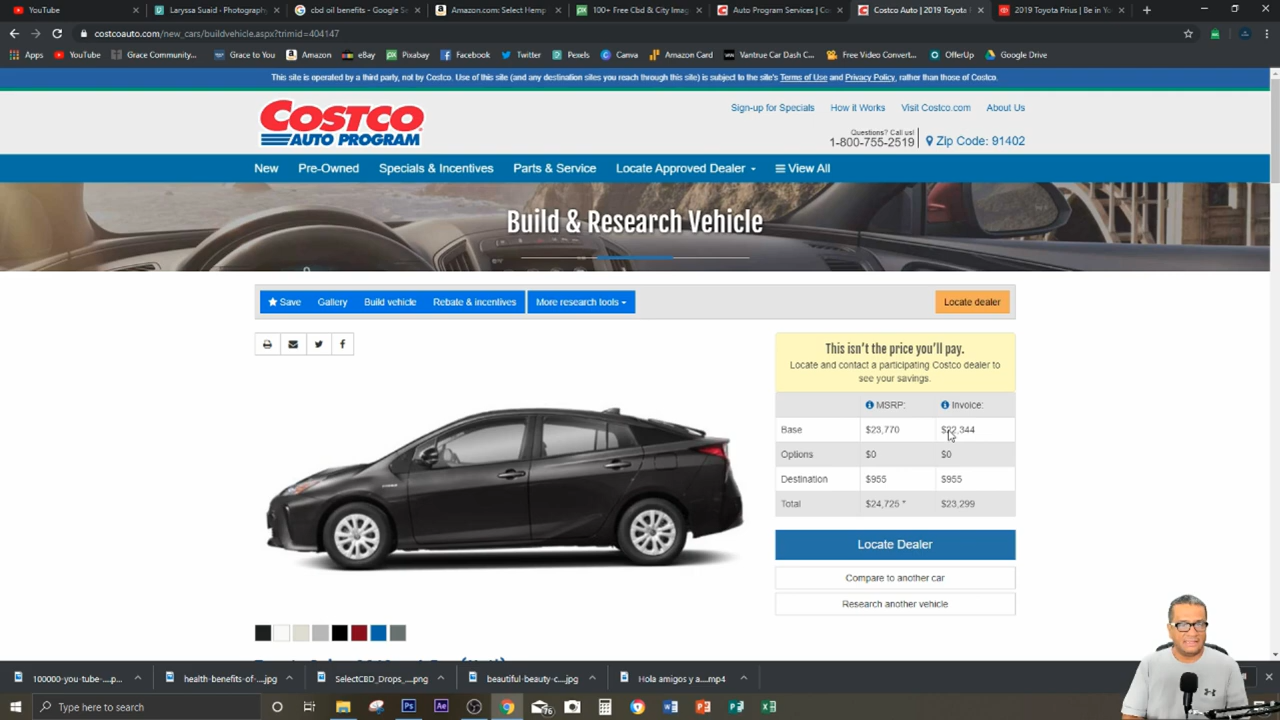 YouTube
Laryssa Suaid - Photograph
cbd oil benefits - Google S
Amazon.com: Select Hemp
100+ Free Cbd & City Imag
Auto Program Services | Co
Costco Auto | 2019 Toyota
2019 Toyota Prius | Be in Yo
costcoauto.com/new_cars/buildvehicle.aspx?trimid=404147
Apps YouTube Grace Community... Grace to You Amazon eBay Pixabay Facebook Twitter Pexels Canva Amazon Card Vantrue Car Dash C... Free Video Convert... OfferUp Google Drive
This site is operated by a third party, not by Costco. Use of this site (and any destination sites you reach through this site) is subject to the site's Terms of Use and Privacy Policy, rather than those of Costco.
COSTCO
AUTO PROGRAM
Sign-up for Specials How it Works Visit Costco.com About Us
Questions? Call us!
1-800-755-2519
Zip Code: 91402
New Pre-Owned Specials & Incentives Parts & Service Locate Approved Dealer View All
Build & Research Vehicle
Save Gallery Build vehicle Rebate & incentives More research tools
Locate dealer
This isn't the price you'll pay.
Locate and contact a participating Costco dealer to
see your savings.
MSRP: Invoice:
Base $23,770 $22,344
Options $0 $0
Destination $955 $955
Total $24,725 * $23,299
Locate Dealer
Compare to another car
Research another vehicle
100000-you-tube-....p...
health-benefits-of-...jpg
SelectCBD_Drops_...png
beautiful-beauty-c...jpg
Hola amigos y a....mp4
Type here to search
76